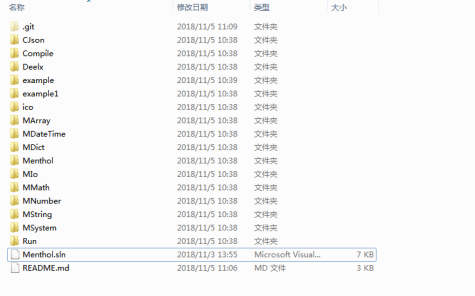 名称 修改日期 类型 大小
.git 2018/11/5 11:09 文件夹
CJson 2018/11/5 10:38 文件夹
Compile 2018/11/5 10:38 文件夹
Deelx 2018/11/5 10:38 文件夹
example 2018/11/5 10:39 文件夹
example1 2018/11/5 10:38 文件夹
ico 2018/11/5 10:38 文件夹
MArray 2018/11/5 10:38 文件夹
MDateTime 2018/11/5 10:38 文件夹
MDict 2018/11/5 10:38 文件夹
Menthol 2018/11/5 10:38 文件夹
MIo 2018/11/5 10:38 文件夹
MMath 2018/11/5 10:38 文件夹
MNumber 2018/11/5 10:38 文件夹
MString 2018/11/5 10:38 文件夹
MSystem 2018/11/5 10:38 文件夹
Run 2018/11/5 10:38 文件夹
Menthol.sln 2018/11/3 13:55 Microsoft Visual... 7 KB
README.md 2018/11/5 11:06 MD 文件 3 KB